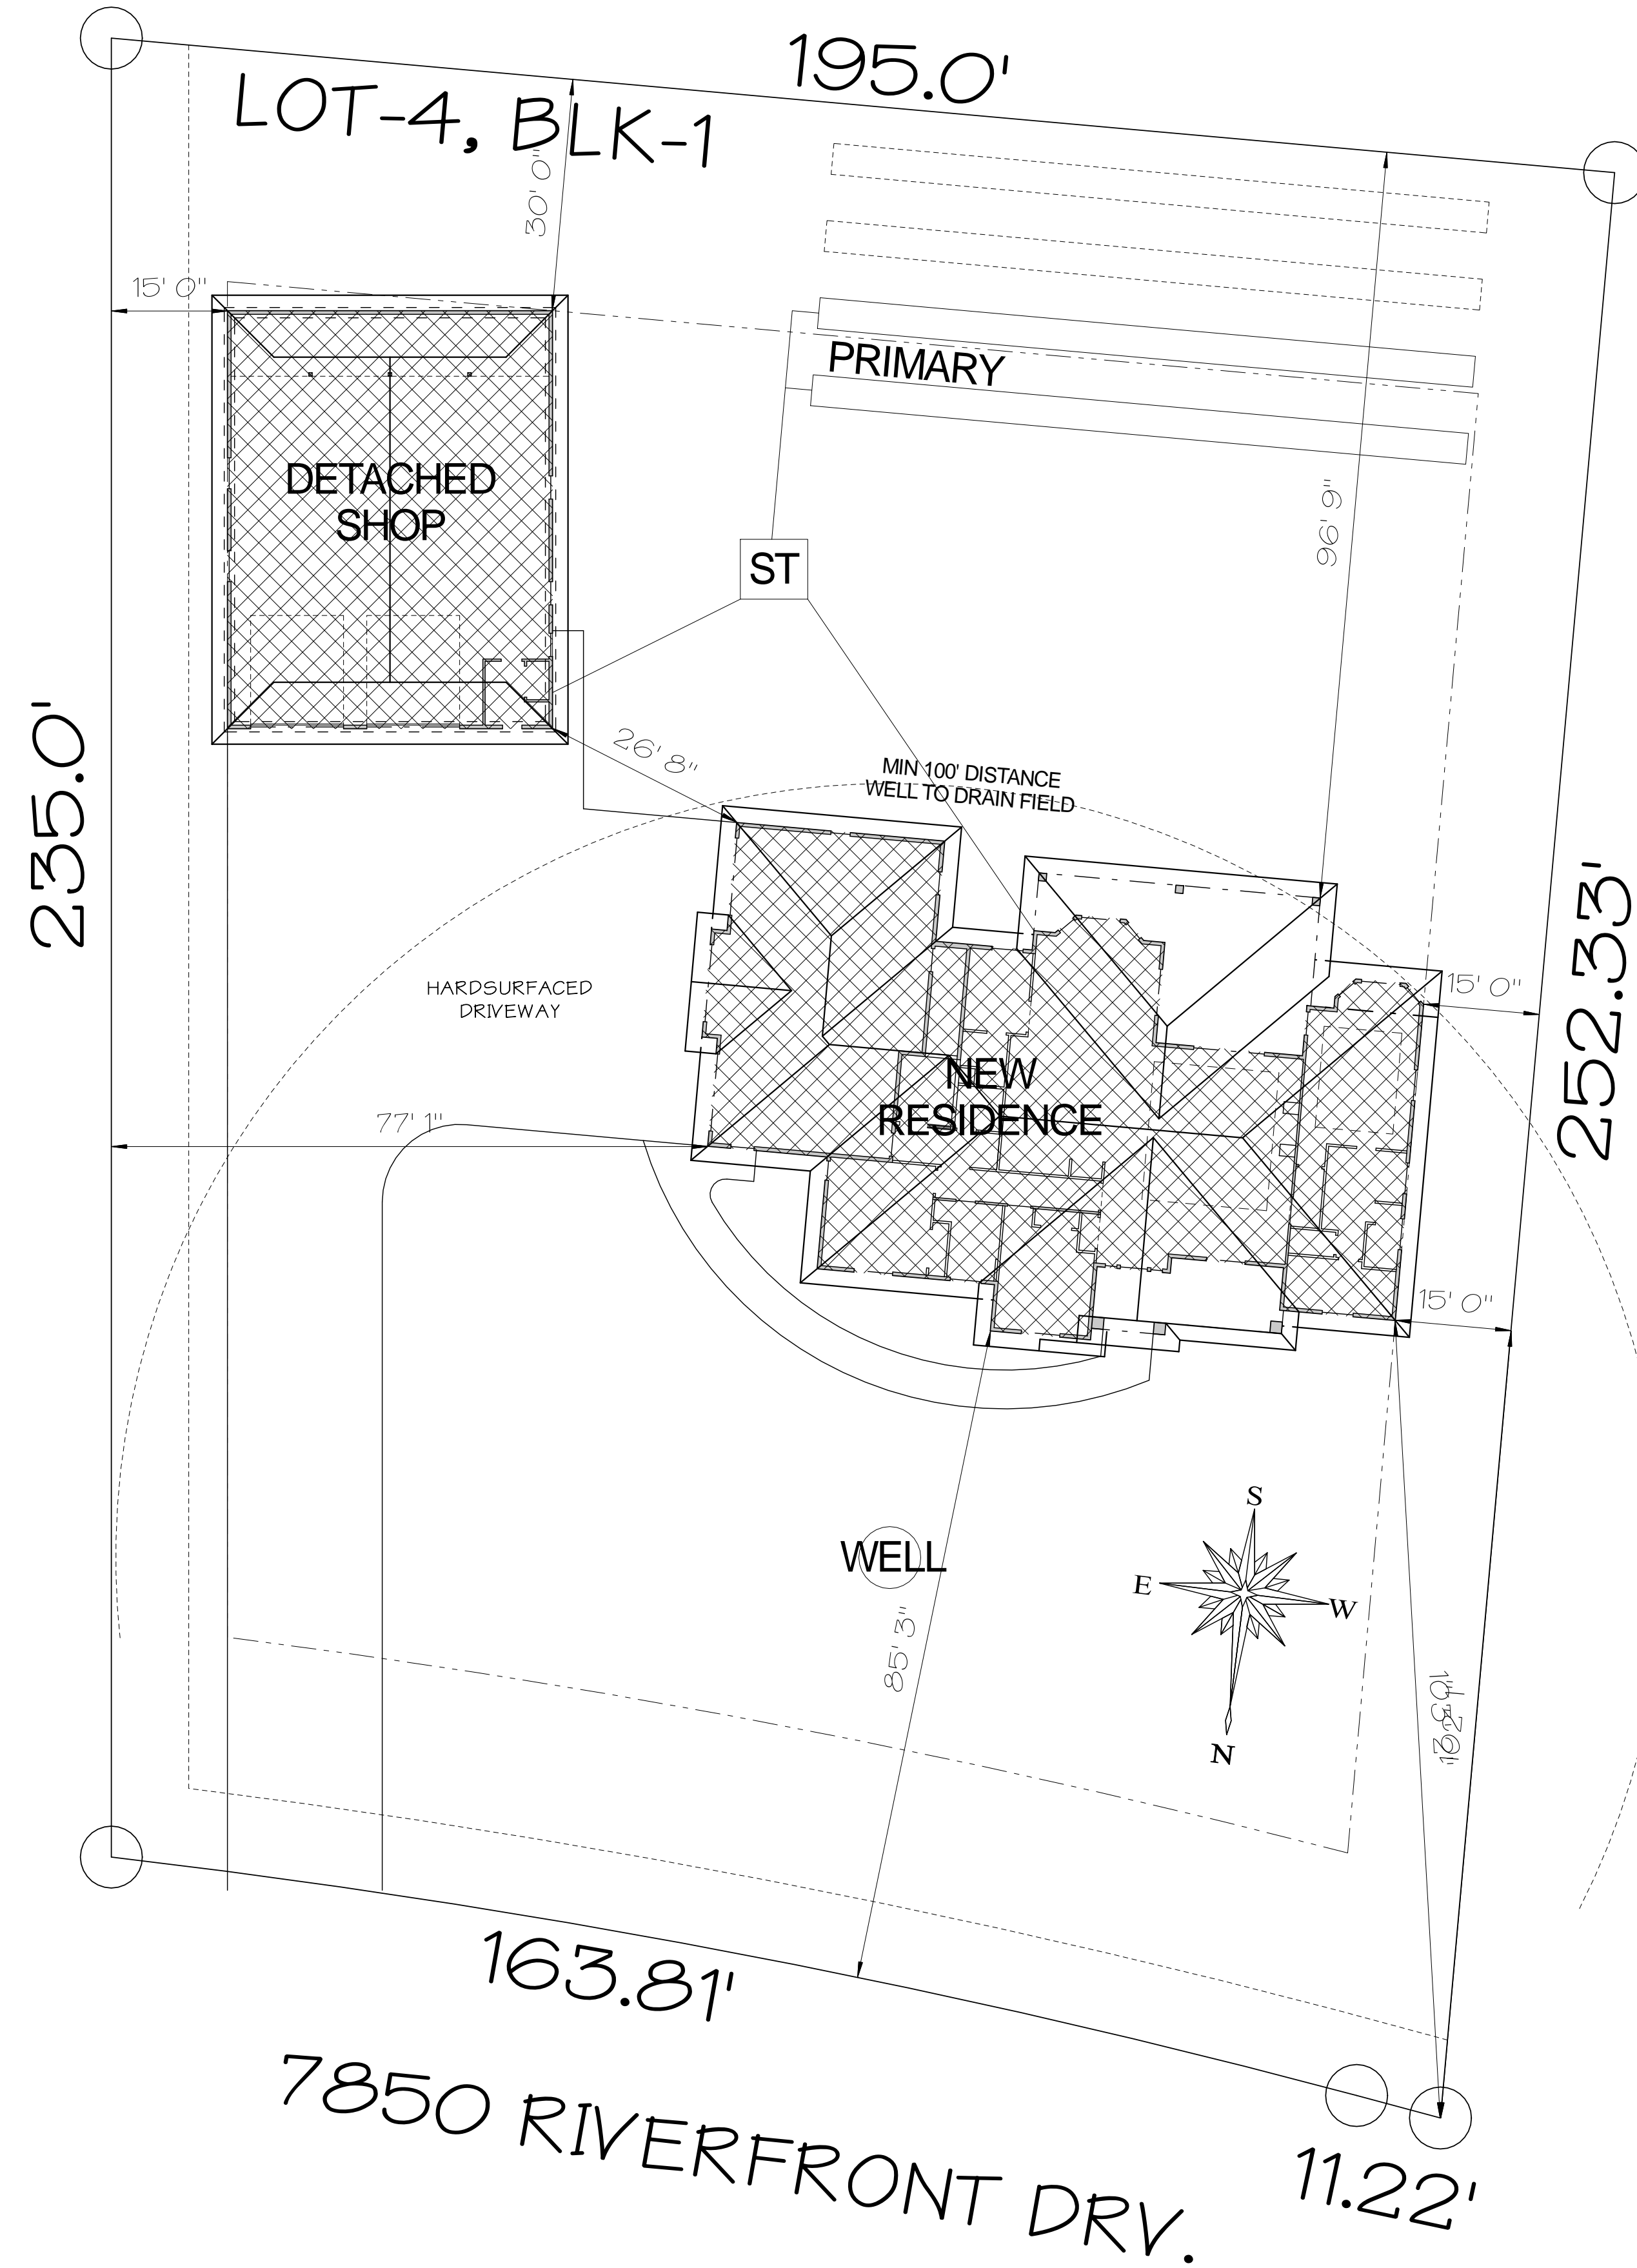 195.0'
LOT-4, BLK-1
30' 0"
15' 0"
PRIMARY
DETACHED
SHOP
96' 9"
ST
235.0'
26' 8"
MIN 100' DISTANCE
WELL TO DRAIN FIELD
252.33'
HARDSURFACED
DRIVEWAY
15' 0"
NEW
RESIDENCE
77' 1"
15' 0"
S
WELL
E
W
85' 3"
N
163.81'
7850 RIVERFRONT DRV.
11.22'